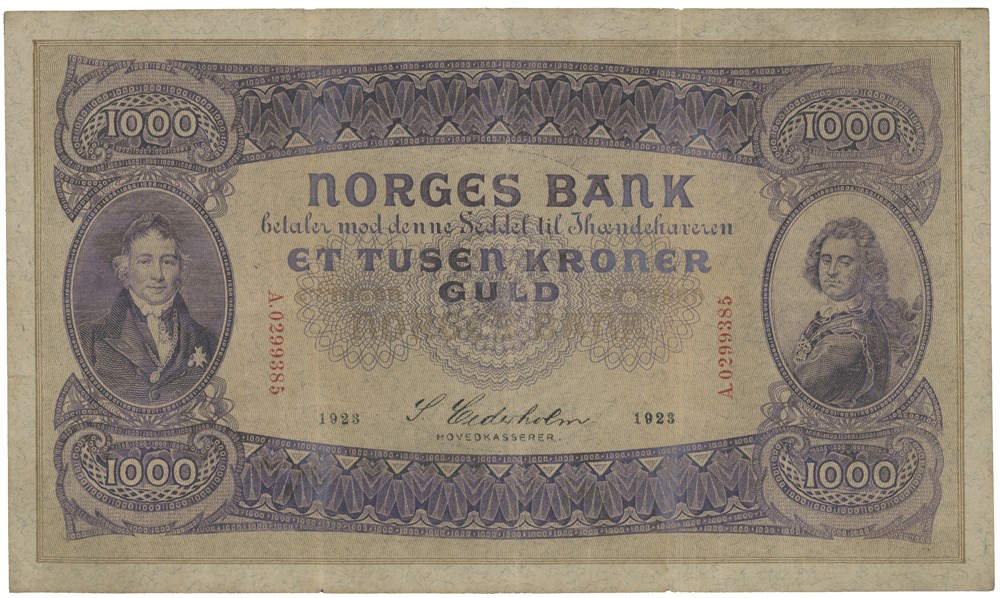 1000 1000
NORGES BANK
betaler mod denne Seddel til Ihændehaveren
ET TUSEN KRONER
GULD
A.0299385
A.0299385
1923 S Cederholm 1923
HOVEDKASSERER.
1000 1000